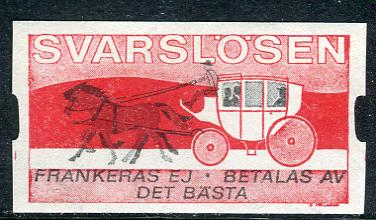 SVARSLÖSEN
FRANKERAS EJ · BETALAS AV
DET BÄSTA